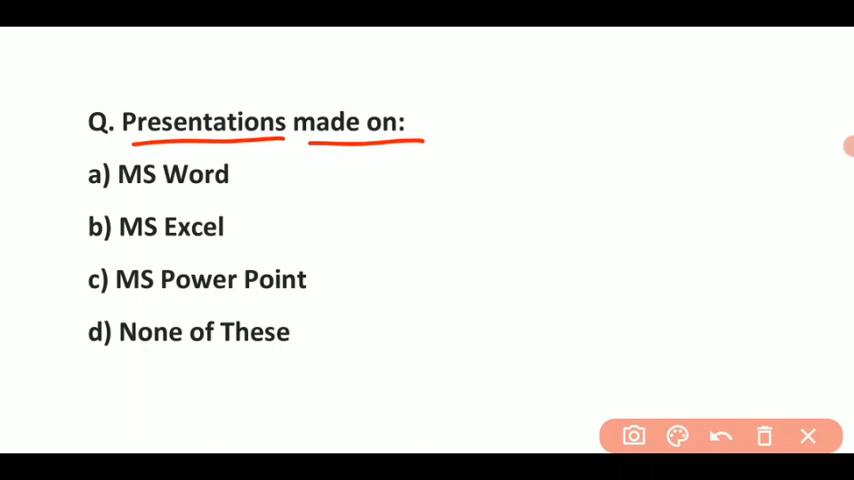 Q. Presentations made on:
a) MS Word
b) MS Excel
c) MS Power Point
d) None of These